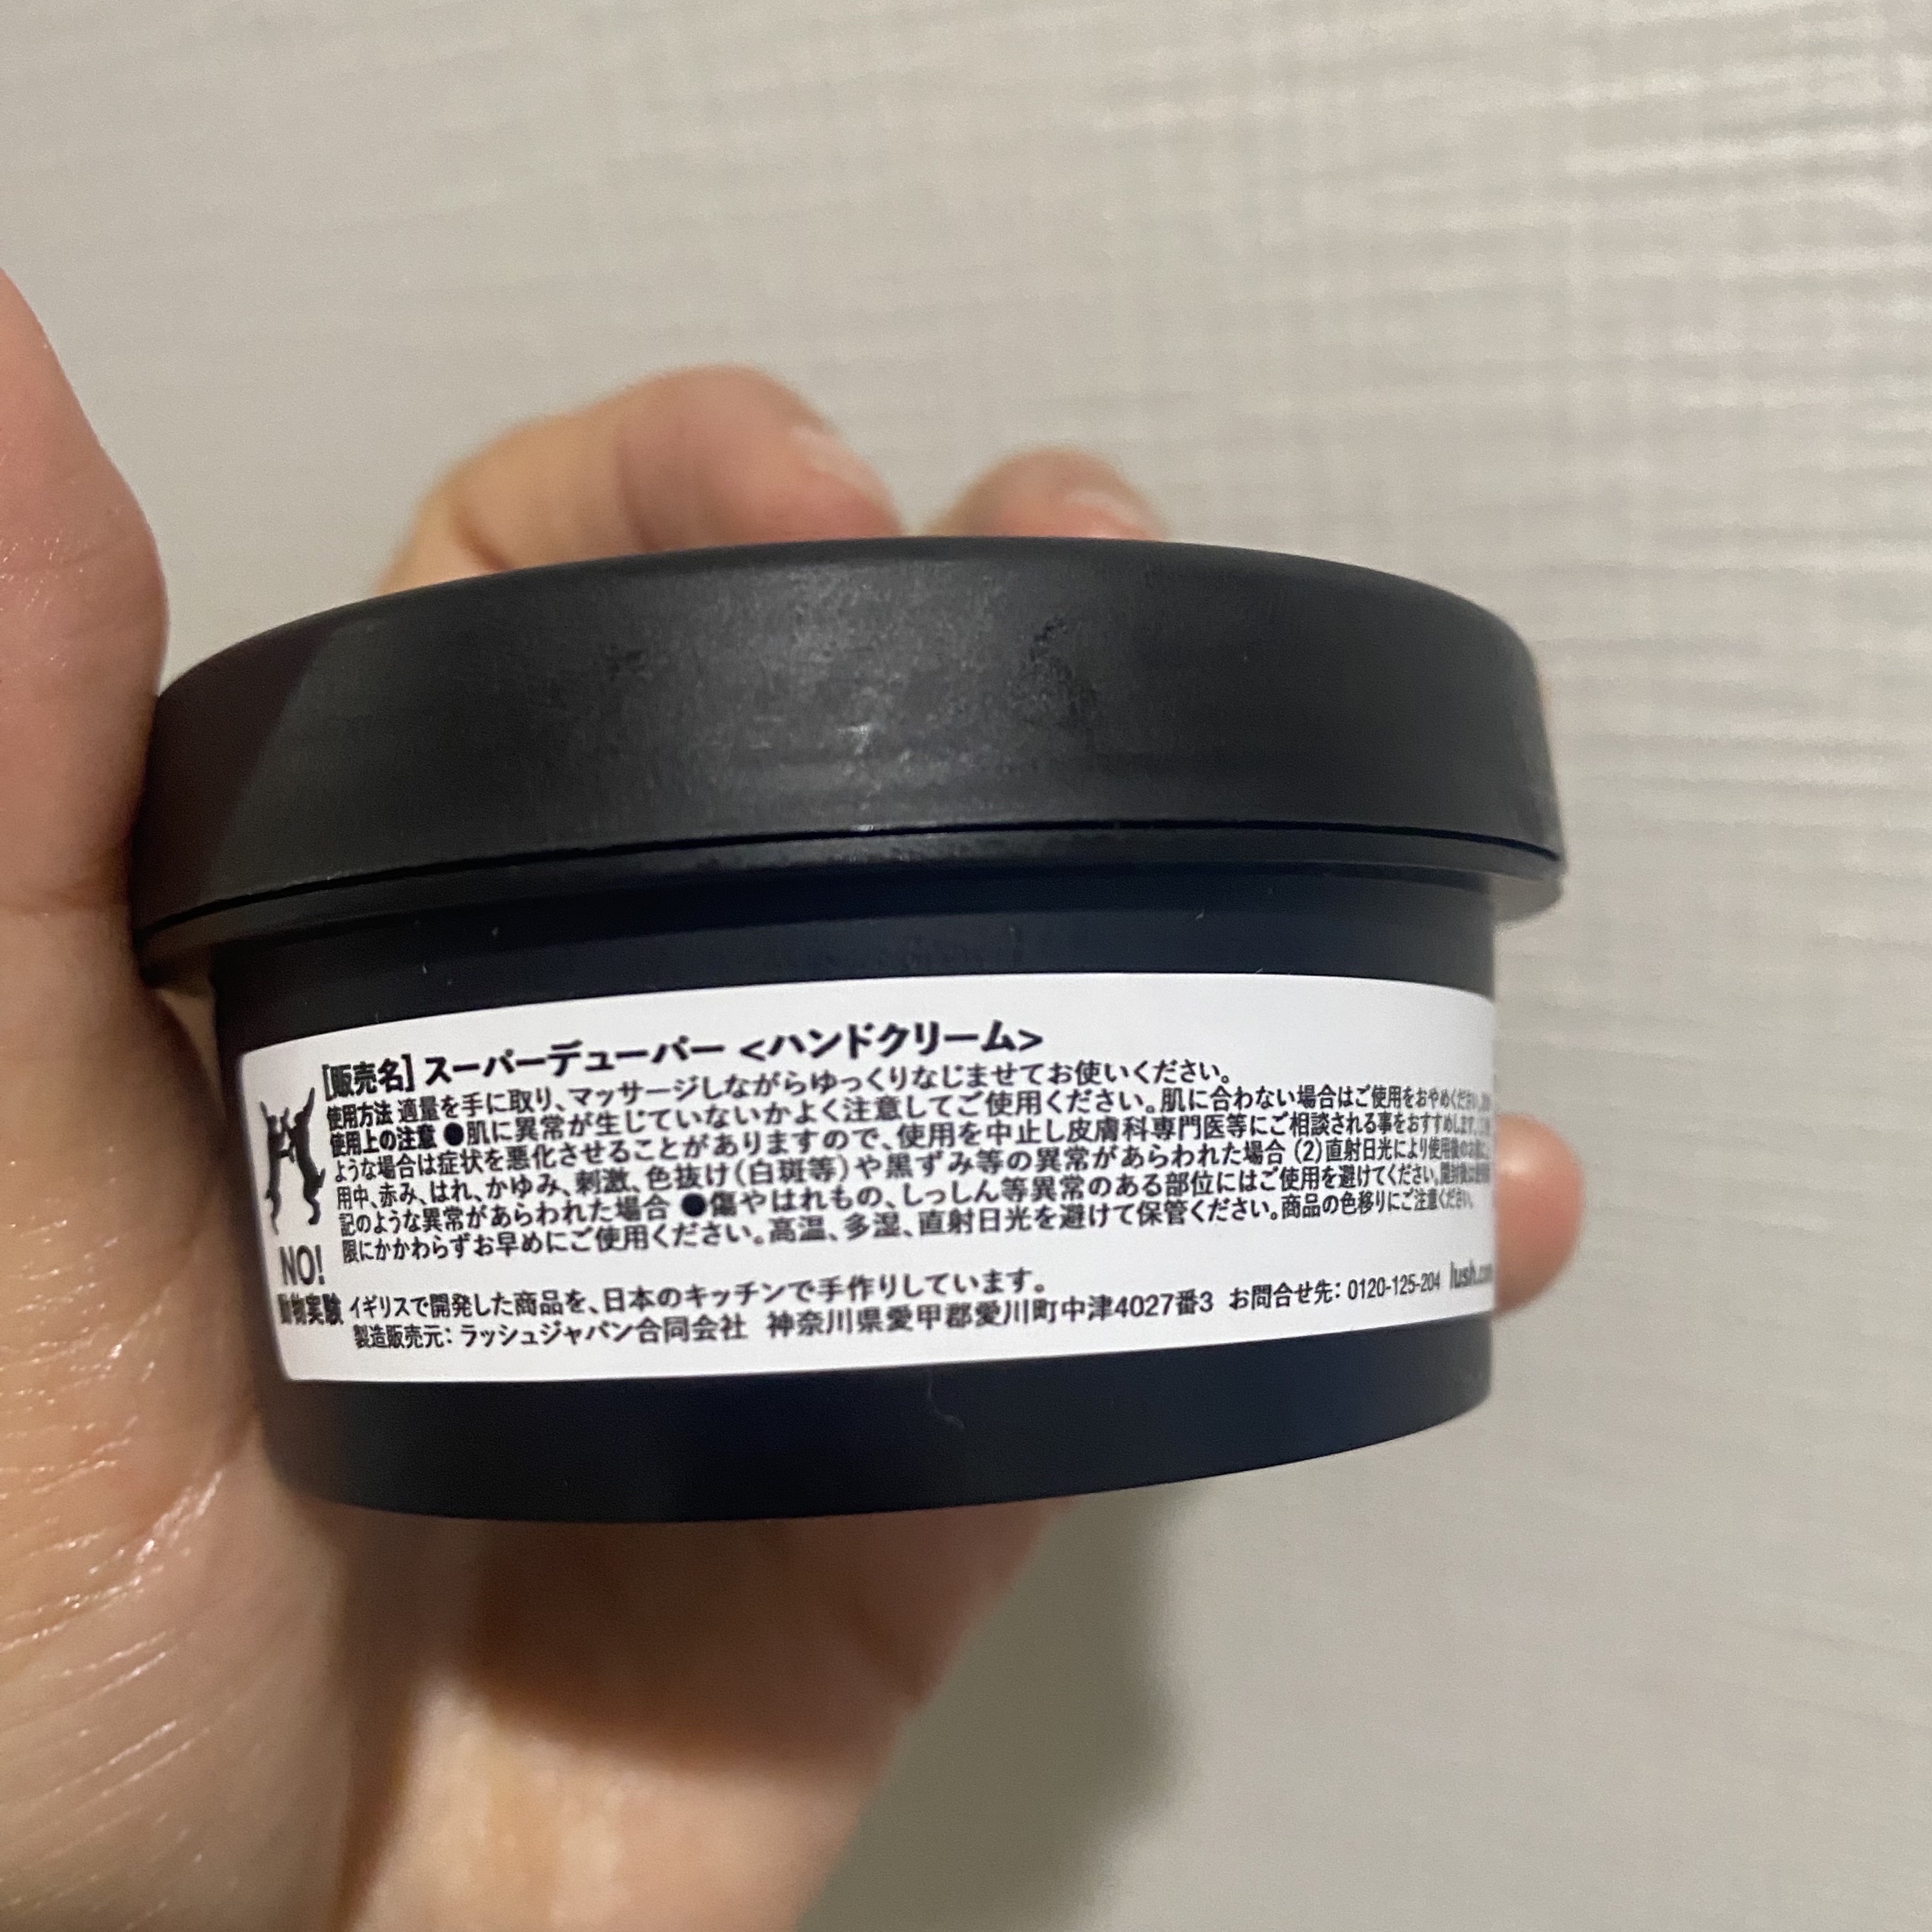 [販売名] スーパーデューパー <ハンドクリーム>
使用方法 適量を手に取り、マッサージしながらゆっくりなじませてお使いください。
使用上の注意 ●肌に異常が生じていないかよく注意してご使用ください。肌に合わない場合はご使用をおやめください。
ような場合は症状を悪化させることがありますので、使用を中止し皮膚科専門医等にご相談される事をおすすめします。
用中、赤み、はれ、かゆみ、刺激、色抜け(白斑等)や黒ずみ等の異常があらわれた場合 (2)直射日光により使用後のお肌に
記のような異常があらわれた場合 ●傷やはれもの、しっしん等異常のある部位にはご使用を避けてください。開封後は
限にかかわらずお早めにご使用ください。高温、多湿、直射日光を避けて保管ください。商品の色移りにご注意ください。
NO!
動物実験
イギリスで開発した商品を、日本のキッチンで手作りしています。
製造販売元: ラッシュジャパン合同会社 神奈川県愛甲郡愛川町中津4027番3 お問合せ先: 0120-125-204 lush.co